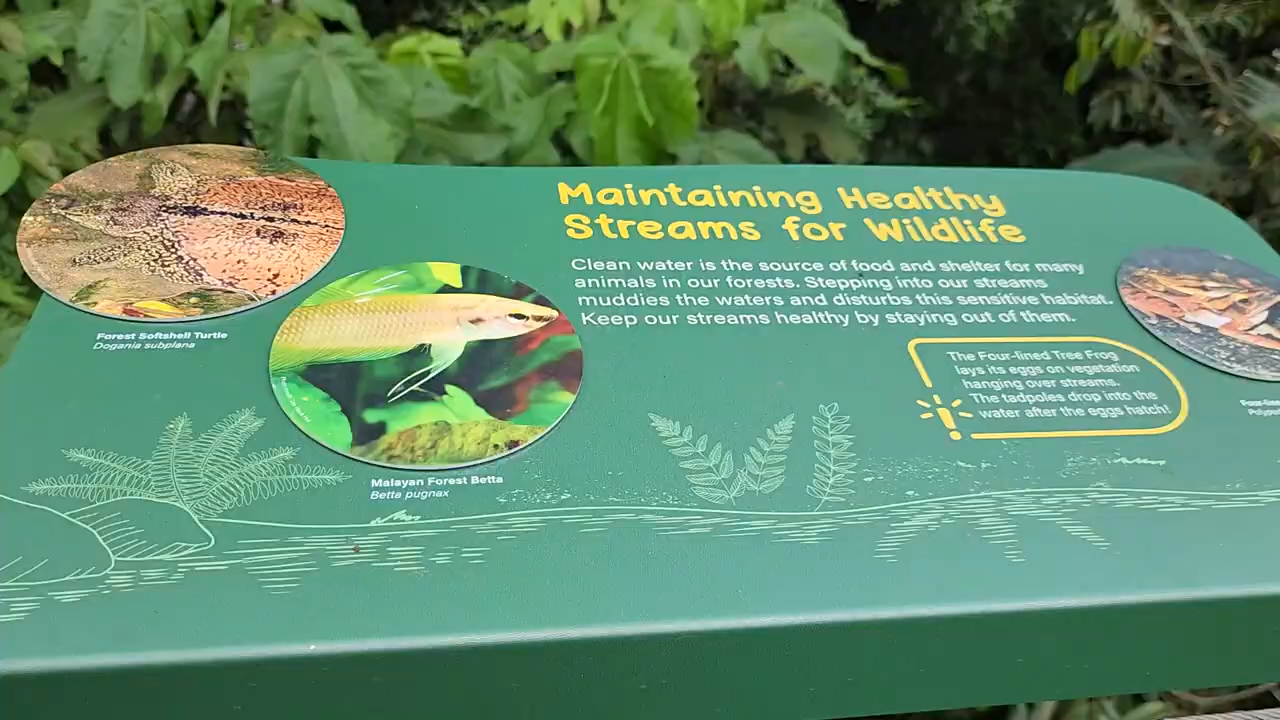 Maintaining Healthy
Streams for Wildlife
Clean water is the source of food and shelter for many
animals in our forests. Stepping into our streams
muddies the waters and disturbs this sensitive habitat.
Keep our streams healthy by staying out of them.
Forest Softshell Turtle
Dogania subplana
Malayan Forest Betta
Betta pugnax
The Four-lined Tree Frog
lays its eggs on vegetation
hanging over streams.
The tadpoles drop into the
water after the eggs hatch!